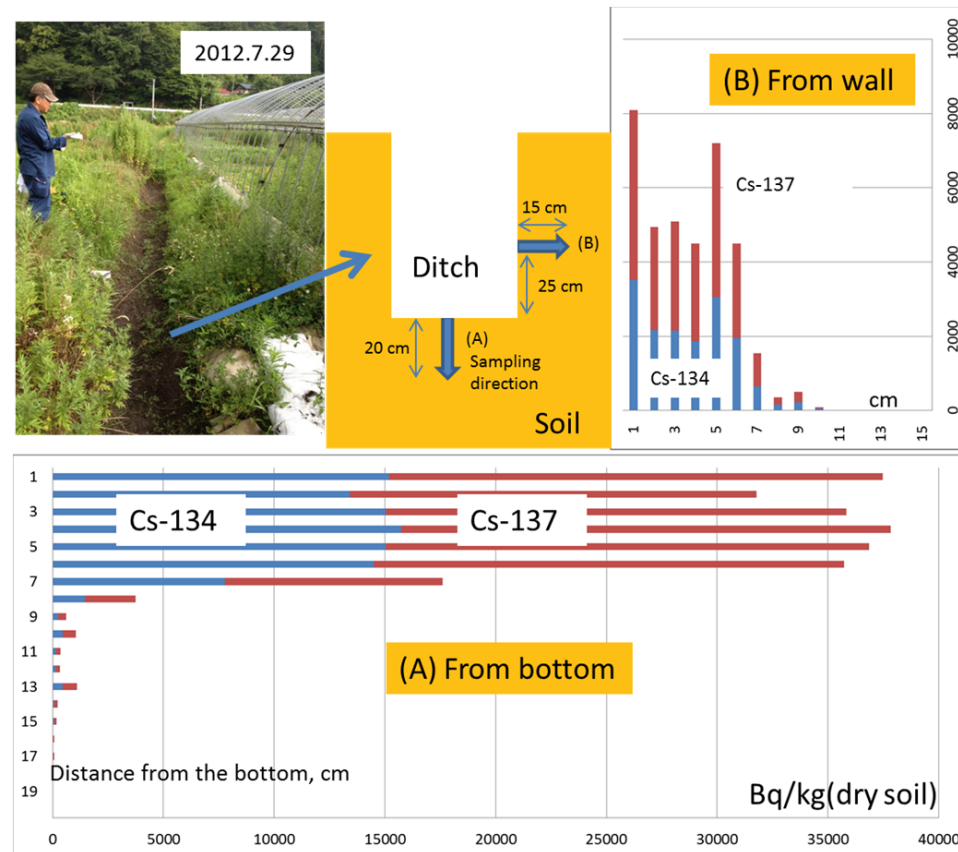 2012.7.29
Ditch
15 cm
(B)
25 cm
20 cm
(A)
Sampling
direction
Soil
(B) From wall
Cs-137
Cs-134
cm
10000
8000
6000
4000
2000
0
1
3
5
7
9
11
13
15
1
3
5
7
9
11
13
15
17
19
Cs-134
Cs-137
(A) From bottom
Distance from the bottom, cm
Bq/kg(dry soil)
0
5000
10000
15000
20000
25000
30000
35000
40000